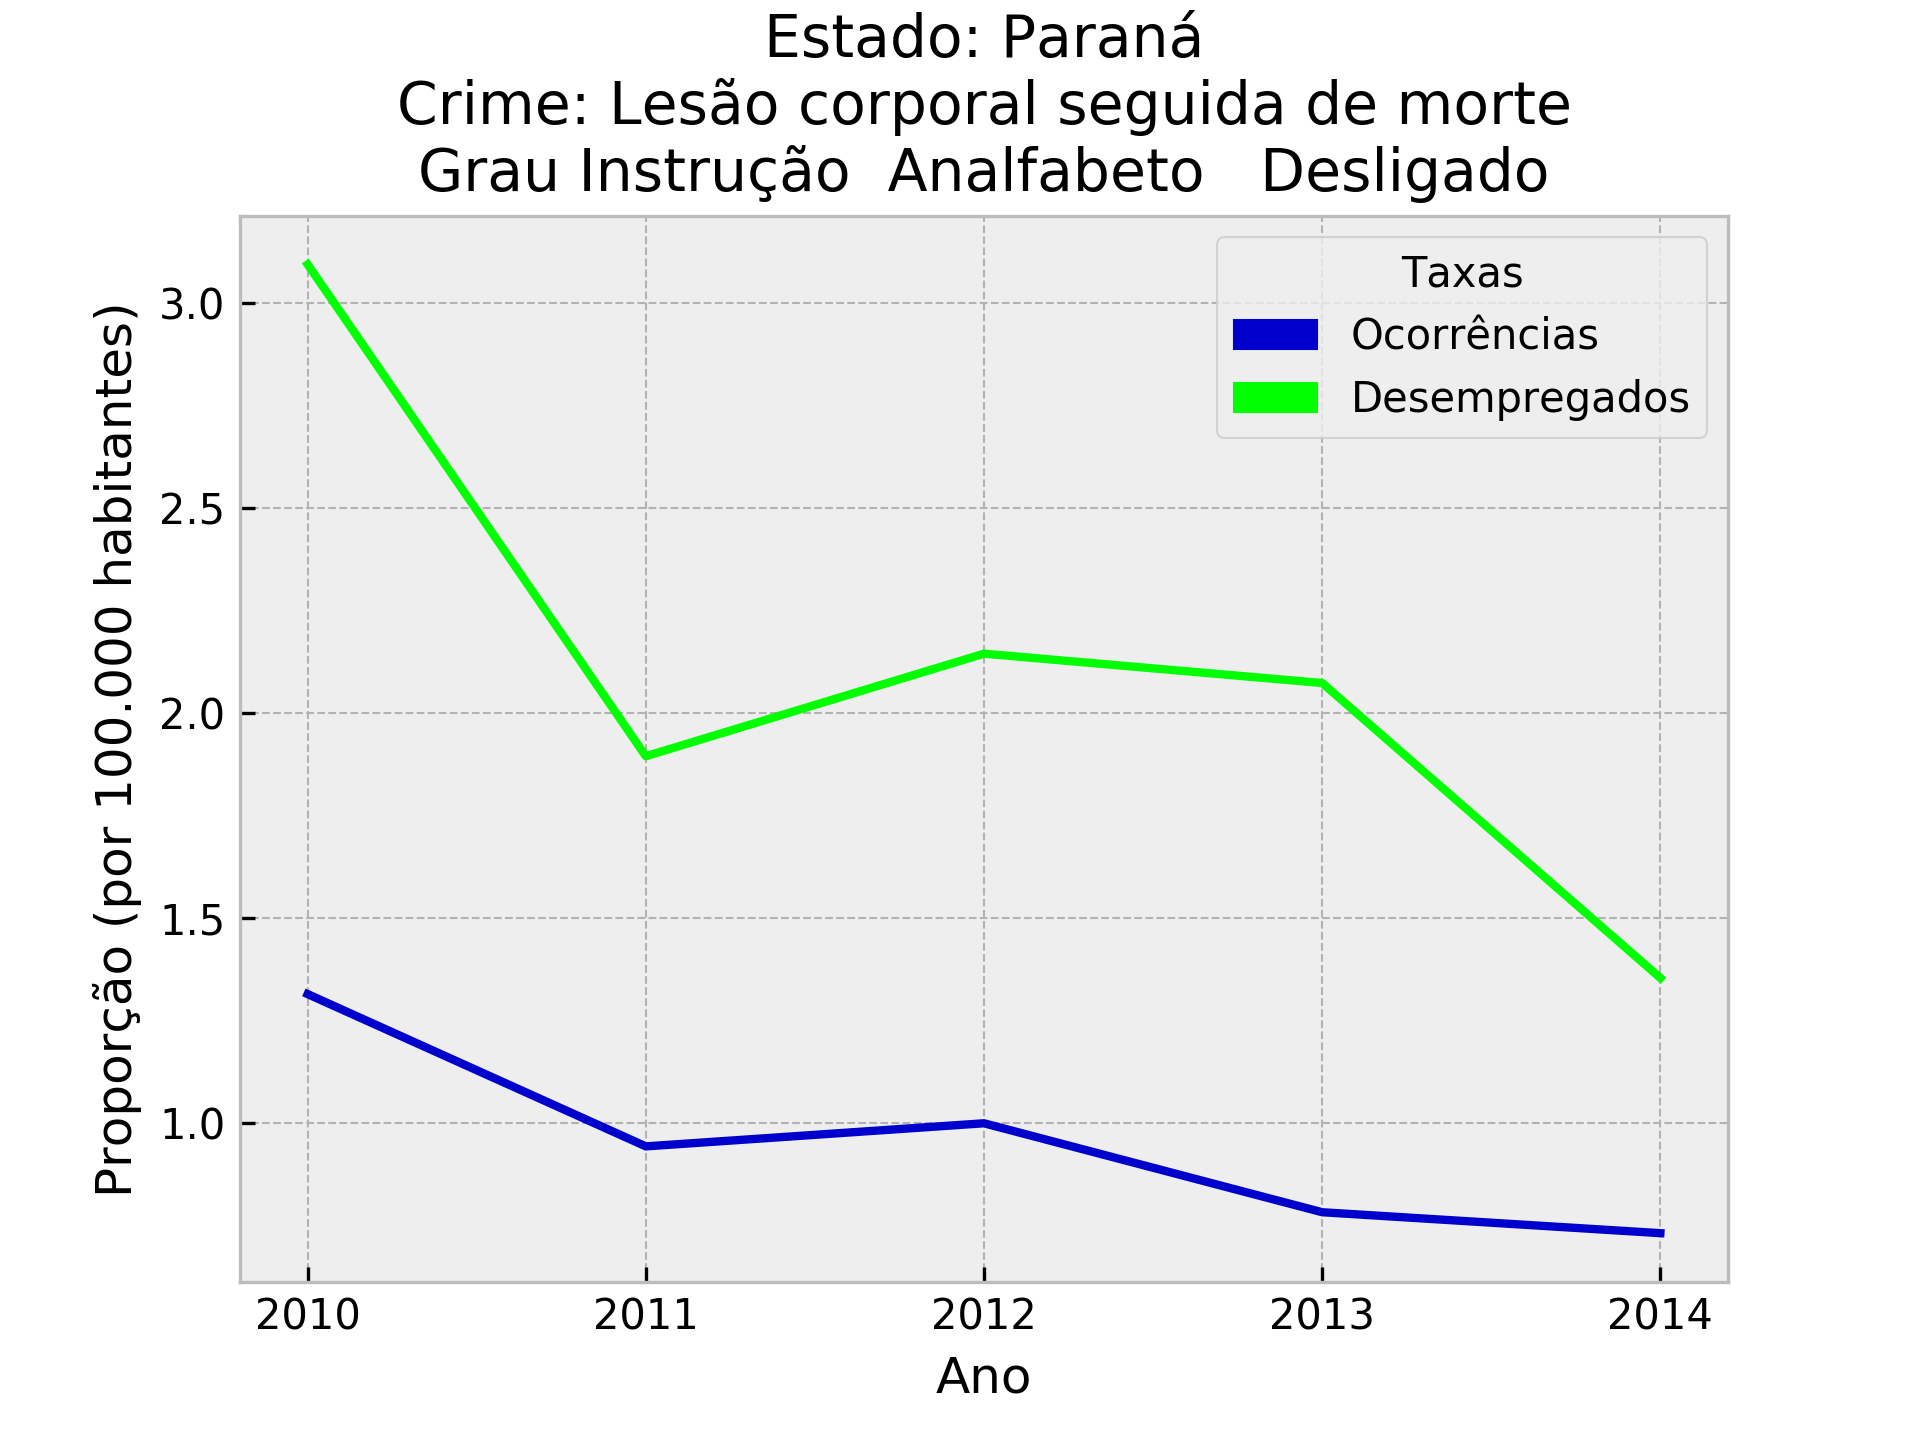 Estado: Paraná
Crime: Lesão corporal seguida de morte
Grau Instrução  Analfabeto   Desligado
Taxas
Ocorrências
Desempregados
Proporção (por 100.000 habitantes)
3.0
2.5
2.0
1.5
1.0
2010 2011 2012 2013 2014
Ano